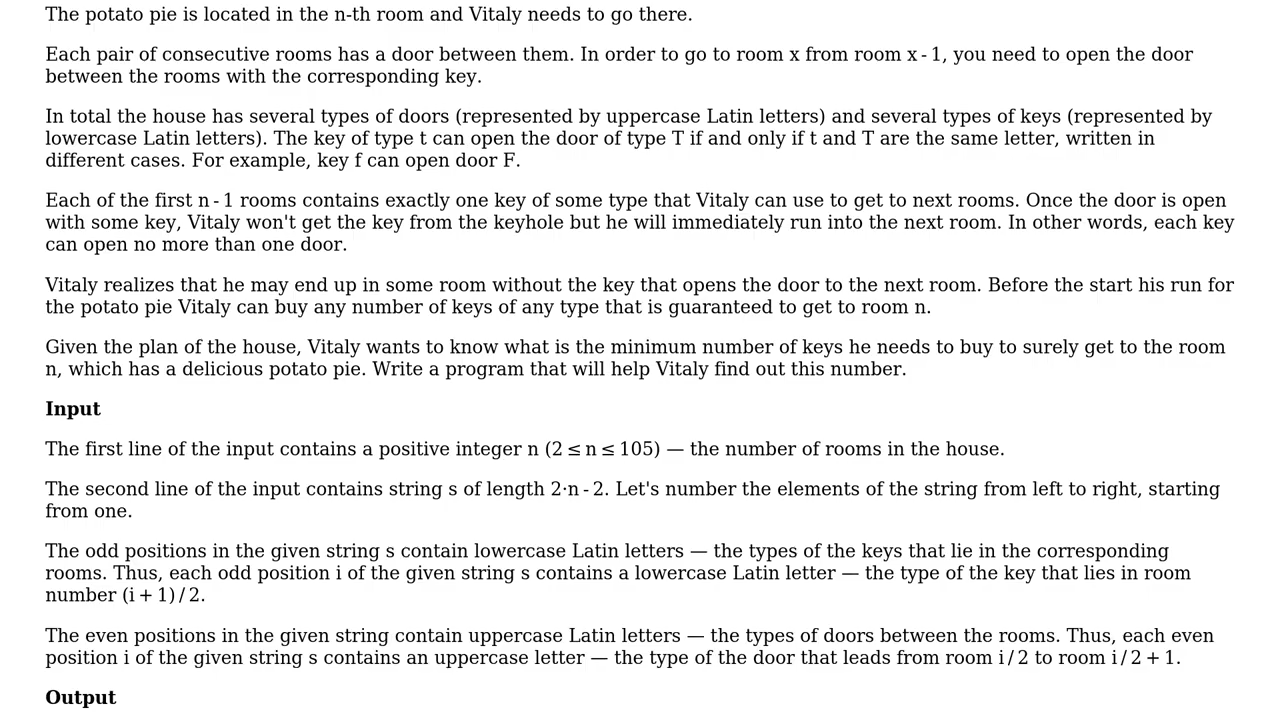 The potato pie is located in the n-th room and Vitaly needs to go there.
Each pair of consecutive rooms has a door between them. In order to go to room x from room x - 1, you need to open the door
between the rooms with the corresponding key.
In total the house has several types of doors (represented by uppercase Latin letters) and several types of keys (represented by
lowercase Latin letters). The key of type t can open the door of type T if and only if t and T are the same letter, written in
different cases. For example, key f can open door F.
Each of the first n - 1 rooms contains exactly one key of some type that Vitaly can use to get to next rooms. Once the door is open
with some key, Vitaly won't get the key from the keyhole but he will immediately run into the next room. In other words, each key
can open no more than one door.
Vitaly realizes that he may end up in some room without the key that opens the door to the next room. Before the start his run for
the potato pie Vitaly can buy any number of keys of any type that is guaranteed to get to room n.
Given the plan of the house, Vitaly wants to know what is the minimum number of keys he needs to buy to surely get to the room
n, which has a delicious potato pie. Write a program that will help Vitaly find out this number.
Input
The first line of the input contains a positive integer n (2 ≤ n ≤ 105) — the number of rooms in the house.
The second line of the input contains string s of length 2·n - 2. Let's number the elements of the string from left to right, starting
from one.
The odd positions in the given string s contain lowercase Latin letters — the types of the keys that lie in the corresponding
rooms. Thus, each odd position i of the given string s contains a lowercase Latin letter — the type of the key that lies in room
number (i + 1) / 2.
The even positions in the given string contain uppercase Latin letters — the types of doors between the rooms. Thus, each even
position i of the given string s contains an uppercase letter — the type of the door that leads from room i / 2 to room i / 2 + 1.
Output